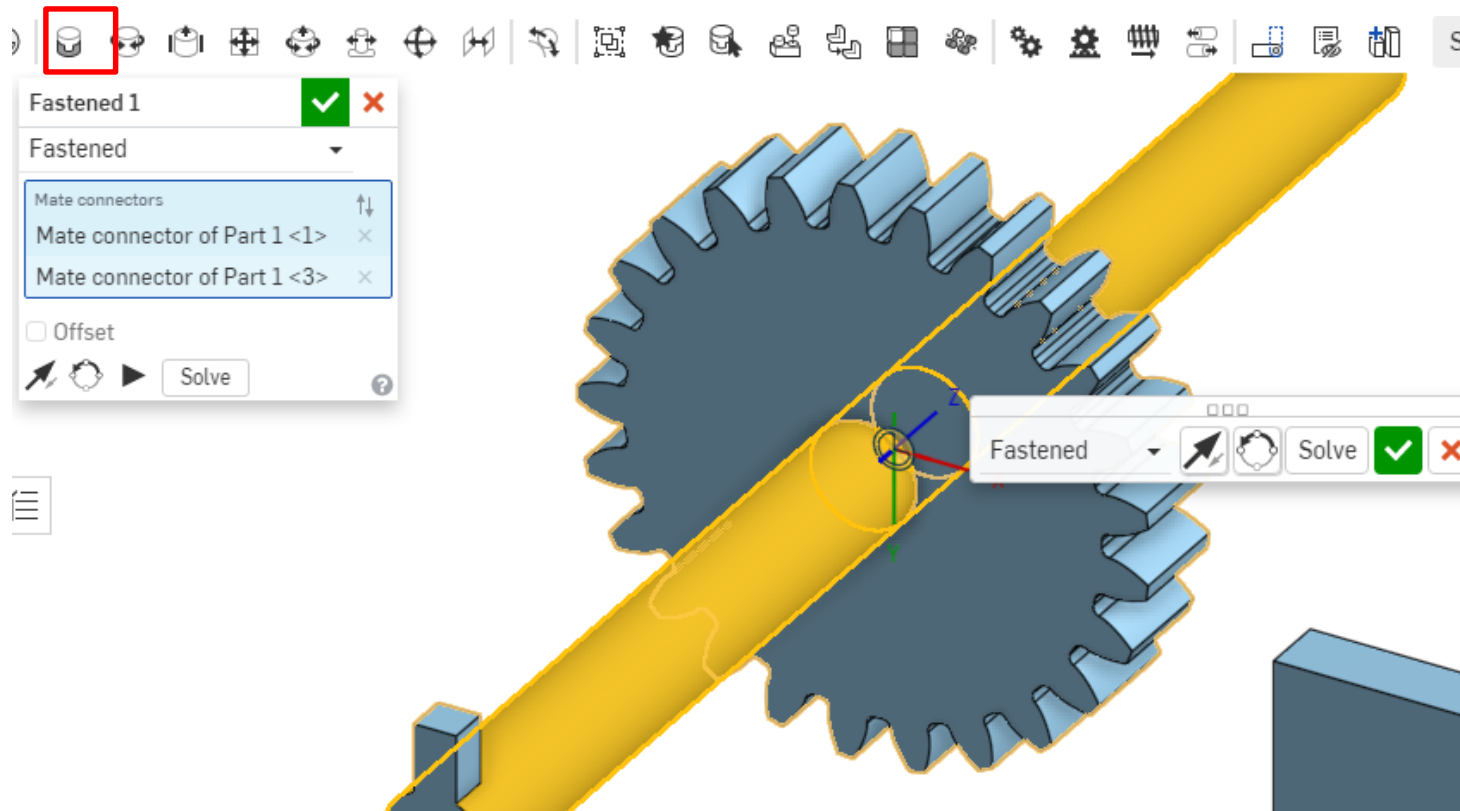 S
Fastened 1
Fastened
Mate connectors
Mate connector of Part 1 <1>
Mate connector of Part 1 <3>
Offset
Solve
Z
Fastened
Solve
Y